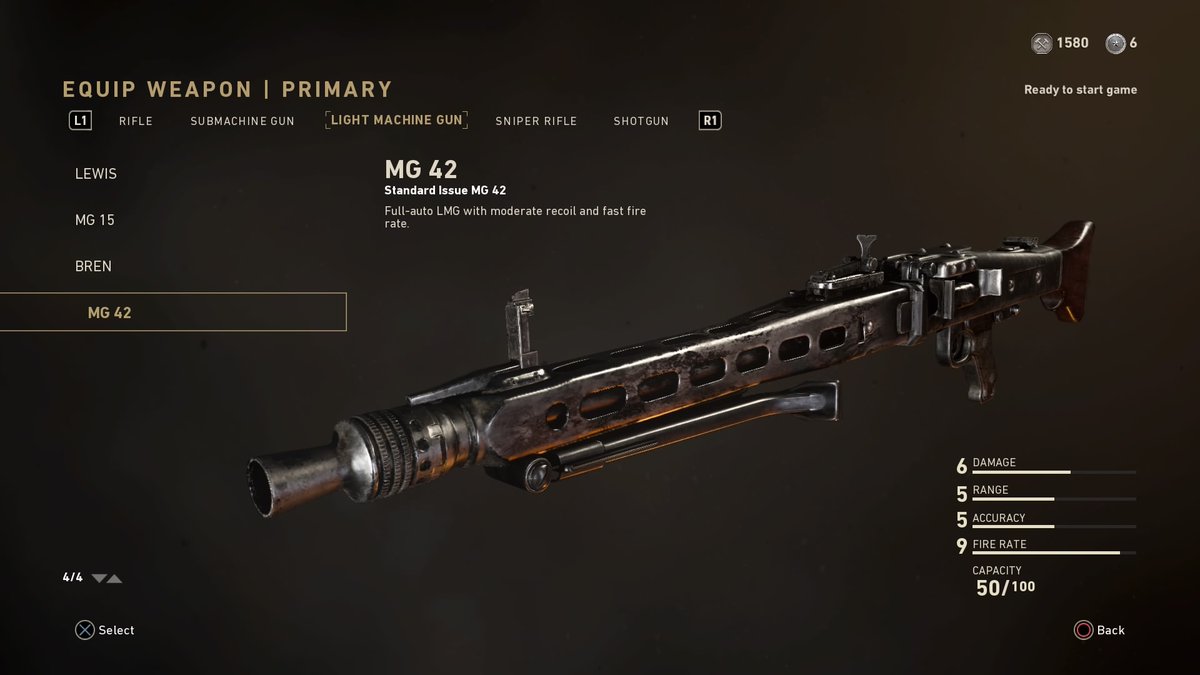 1580 6
EQUIP WEAPON | PRIMARY
Ready to start game
L1 RIFLE SUBMACHINE GUN LIGHT MACHINE GUN SNIPER RIFLE SHOTGUN R1
LEWIS
MG 15
BREN
MG 42
MG 42
Standard Issue MG 42
Full-auto LMG with moderate recoil and fast fire
rate.
6 DAMAGE
5 RANGE
5 ACCURACY
9 FIRE RATE
CAPACITY
50/100
4/4
Select
Back